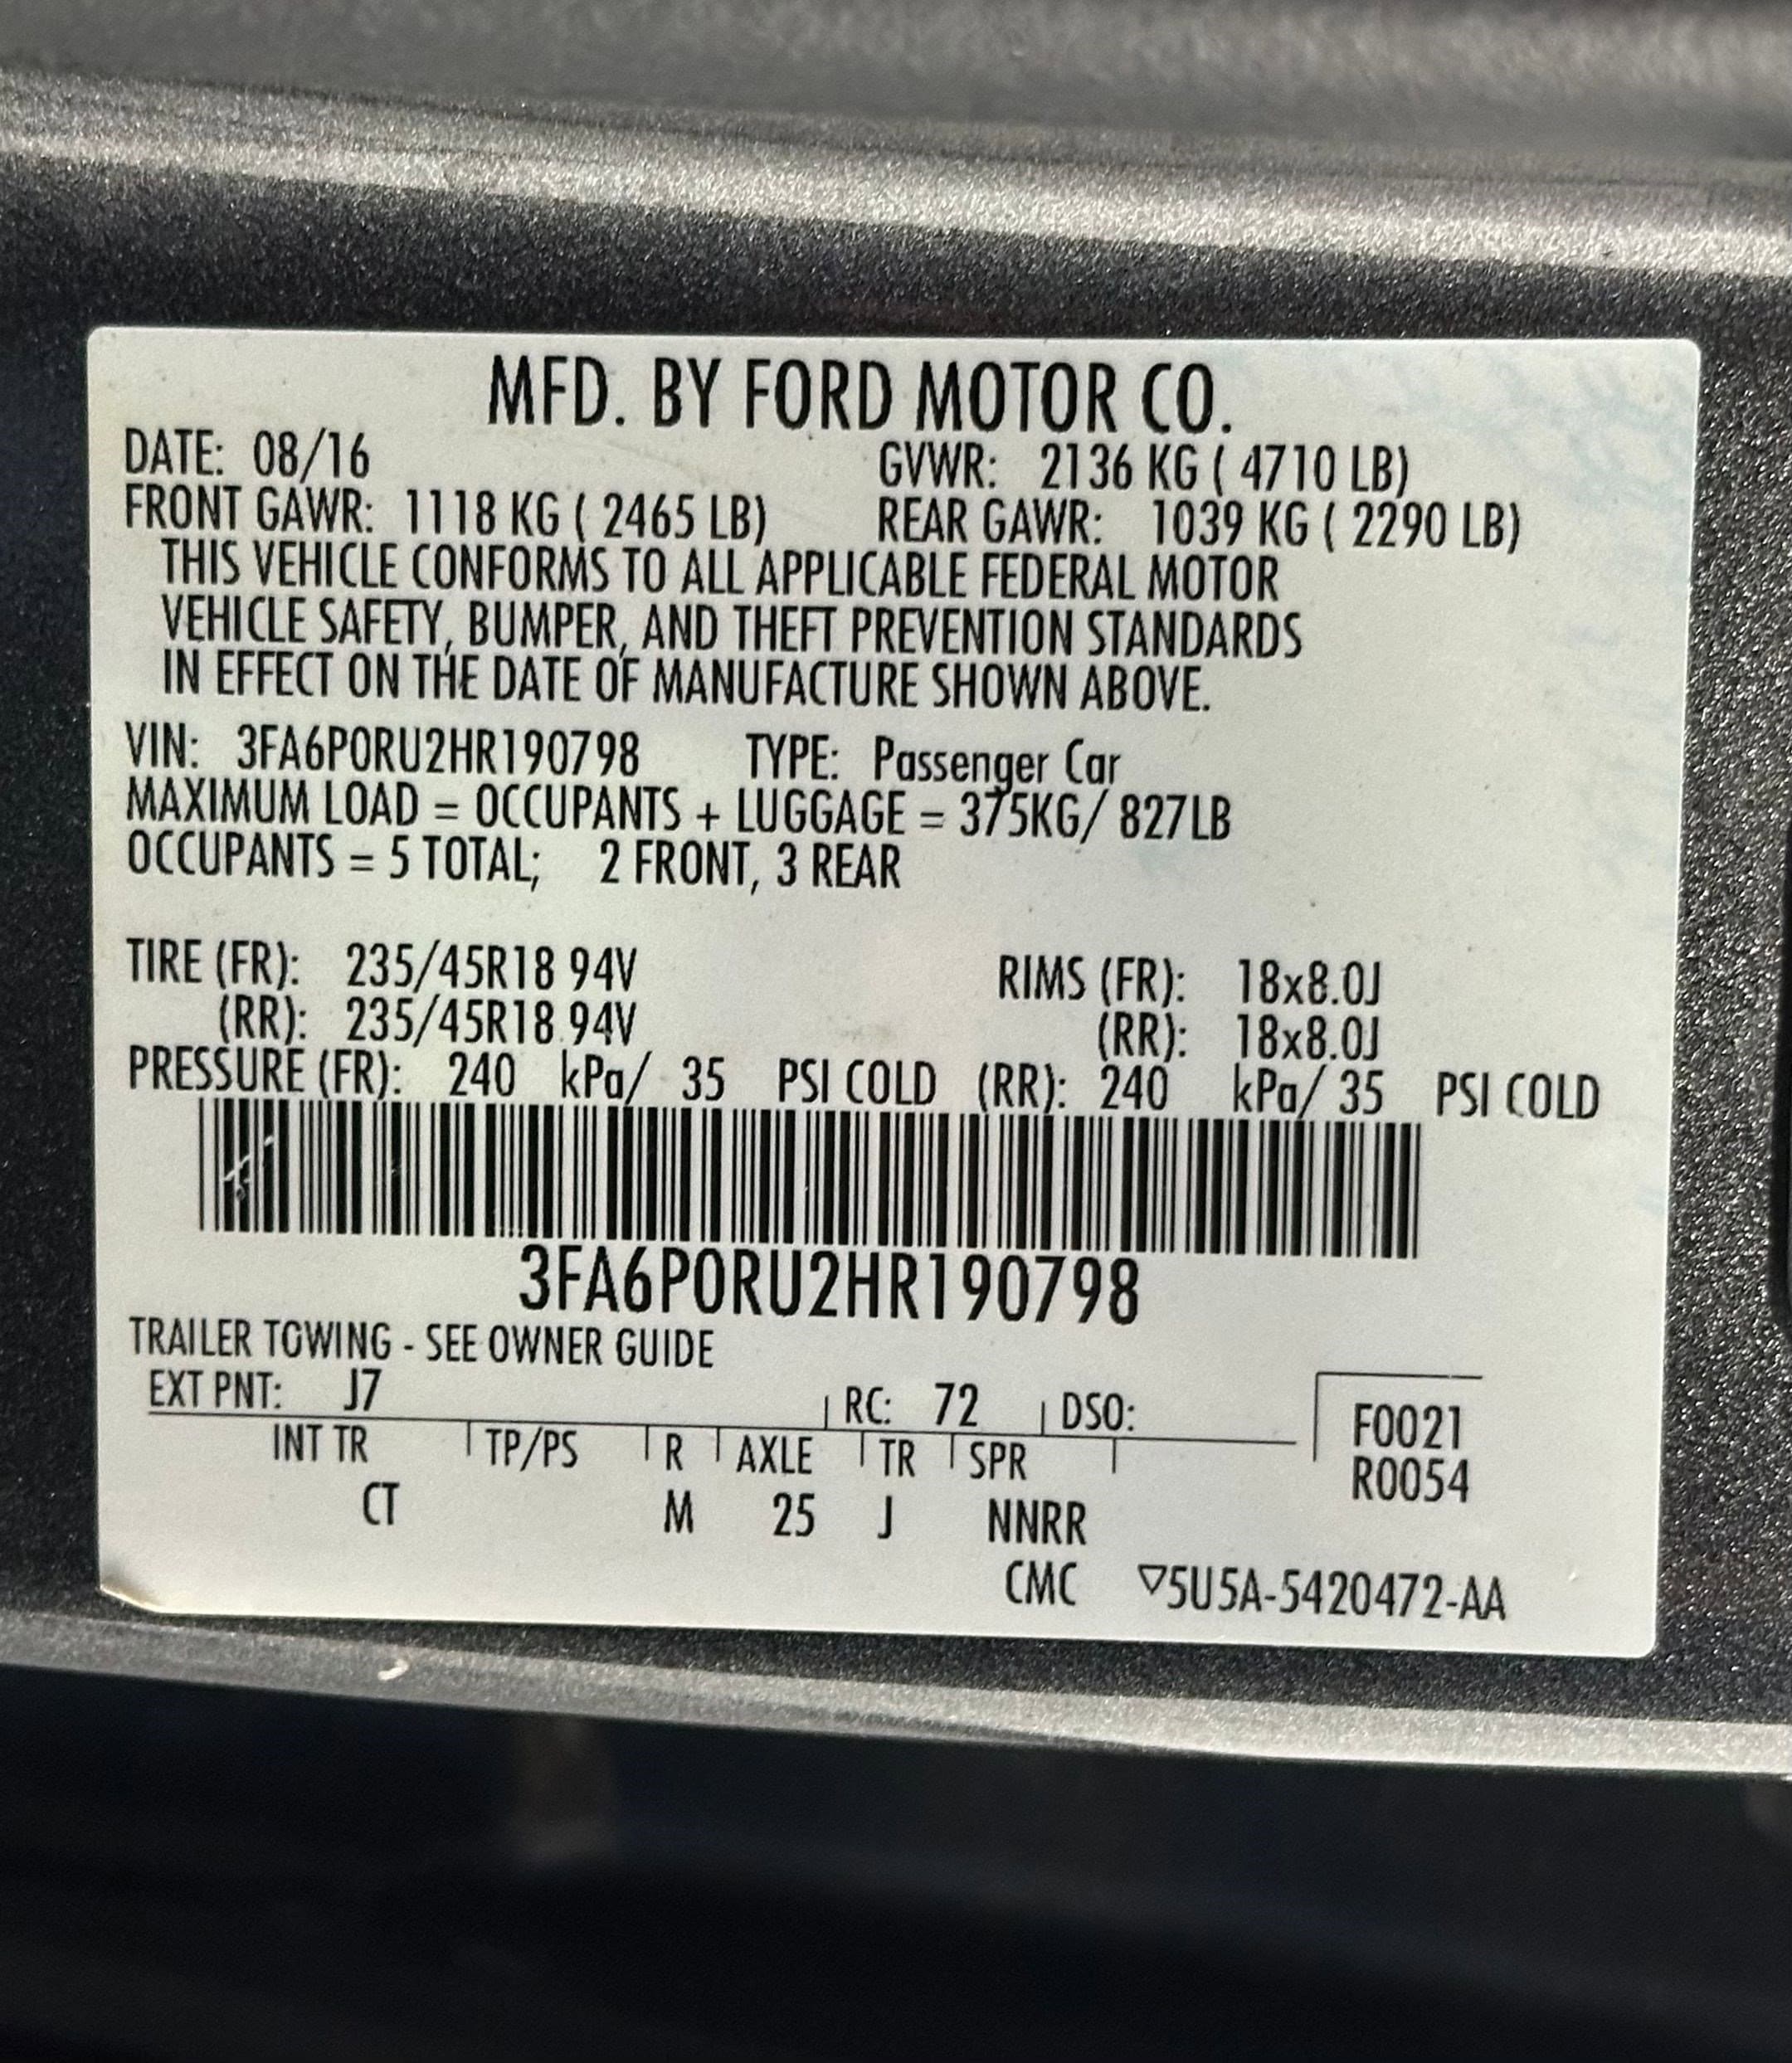 MFD. BY FORD MOTOR CO.
DATE: 08/16 GVWR: 2136 KG ( 4710 LB)
FRONT GAWR: 1118 KG ( 2465 LB) REAR GAWR: 1039 KG ( 2290 LB)
THIS VEHICLE CONFORMS TO ALL APPLICABLE FEDERAL MOTOR
VEHICLE SAFETY, BUMPER, AND THEFT PREVENTION STANDARDS
IN EFFECT ON THE DATE OF MANUFACTURE SHOWN ABOVE.
VIN: 3FA6P0RU2HR190798 TYPE: Passenger Car
MAXIMUM LOAD = OCCUPANTS + LUGGAGE = 375KG/ 827LB
OCCUPANTS = 5 TOTAL; 2 FRONT, 3 REAR
TIRE (FR): 235/45R18 94V RIMS (FR): 18x8.0J
(RR): 235/45R18 94V (RR): 18x8.0J
PRESSURE (FR): 240 kPa/ 35 PSI COLD (RR): 240 kPa/ 35 PSI COLD
3FA6P0RU2HR190798
TRAILER TOWING - SEE OWNER GUIDE
EXT PNT: J7 RC: 72 DSO: F0021
INT TR TP/PS R AXLE TR SPR R0054
CT M 25 J NNRR
CMC ▽5U5A-5420472-AA